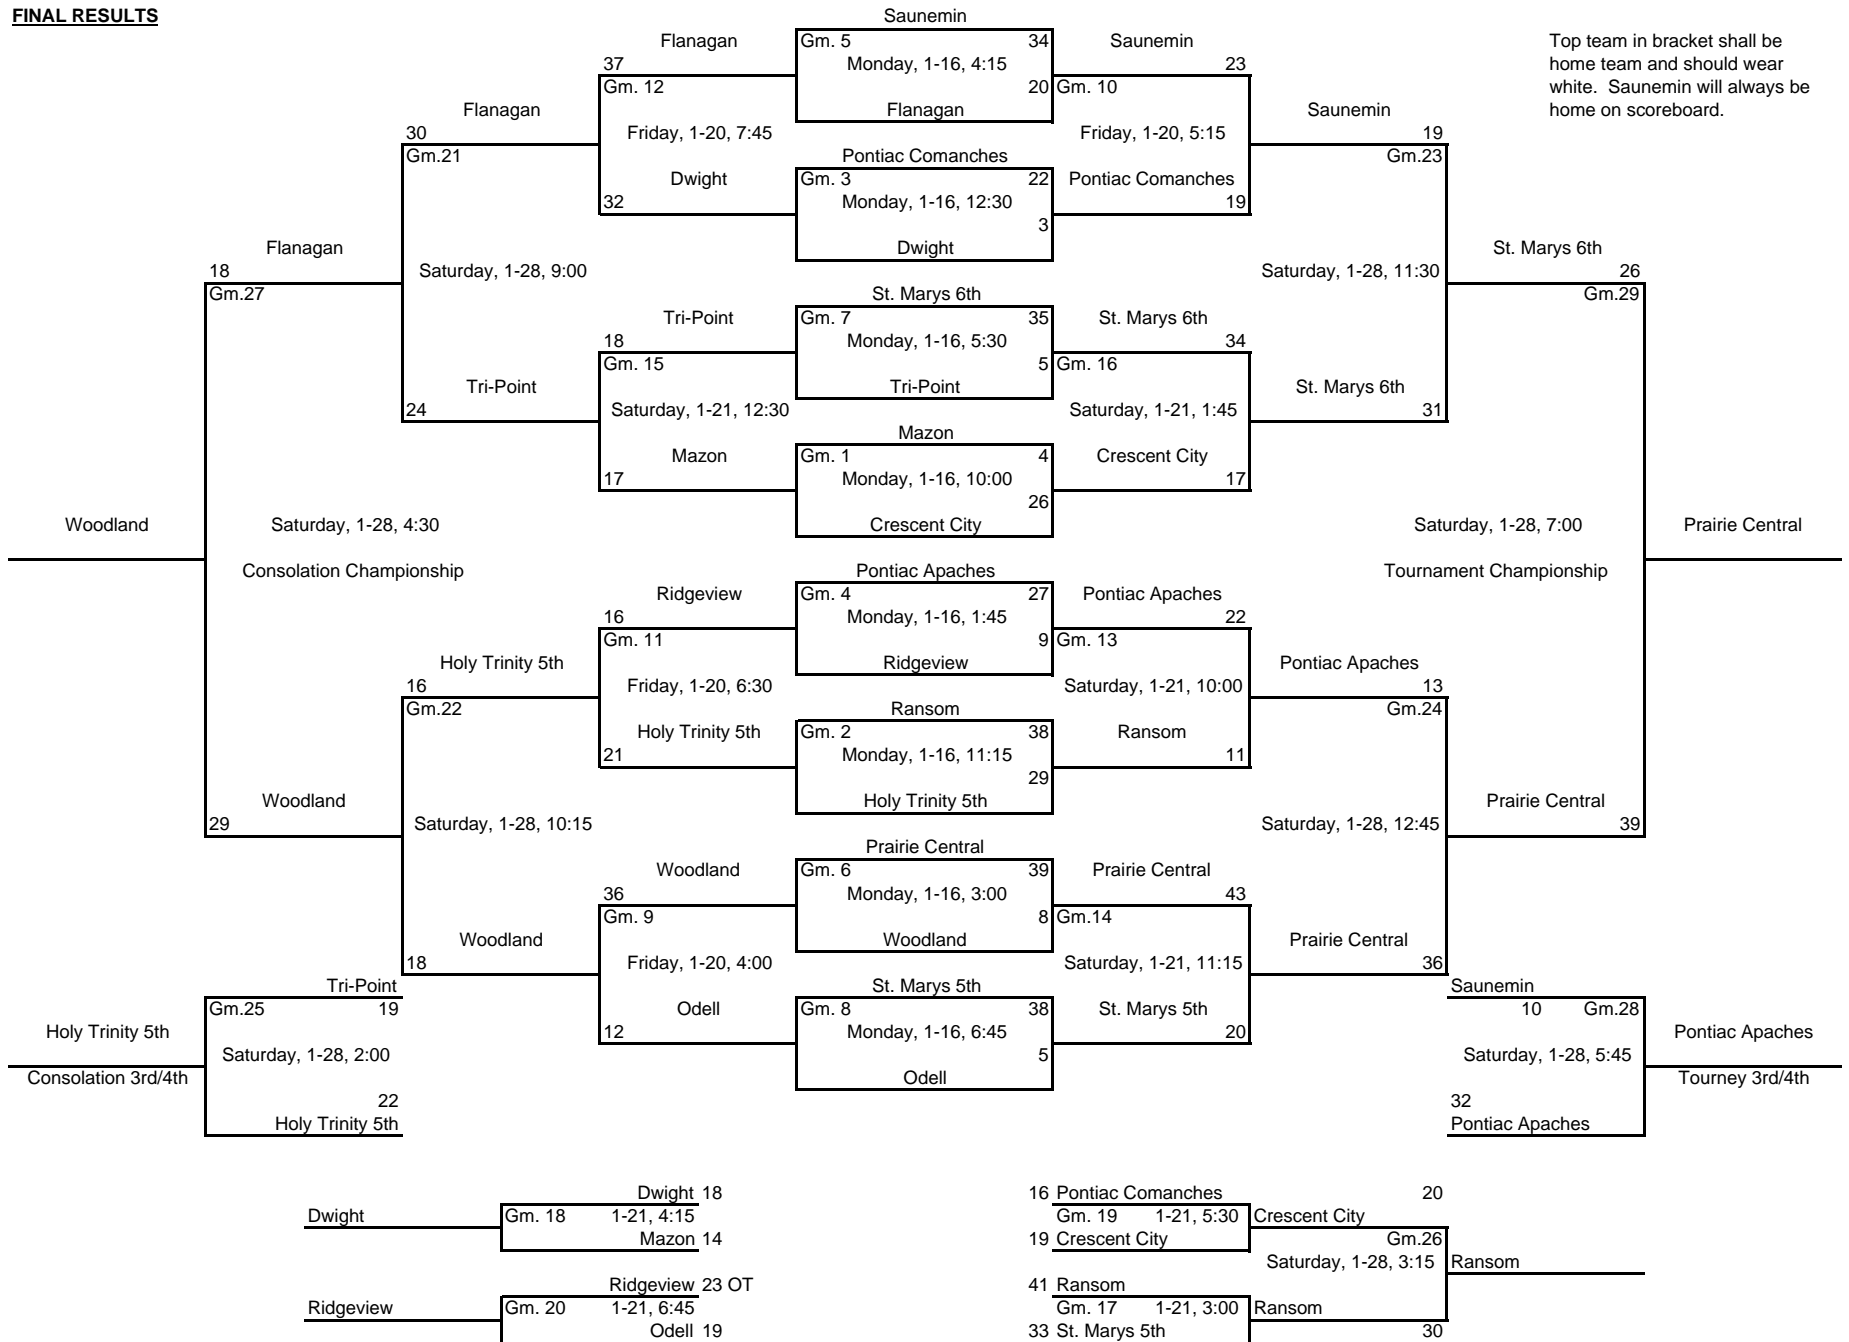 FINAL RESULTS
Saunemin
Flanagan
Gm. 5 34
Saunemin
Top team in bracket shall be
37
Monday, 1-16, 4:15
23
home team and should wear
Gm. 12
20
Gm. 10
white. Saunemin will always be
Flanagan
Flanagan
Saunemin
home on scoreboard.
30
Friday, 1-20, 7:45
Friday, 1-20, 5:15
19
Gm.21
Pontiac Comanches
Gm.23
Dwight
Gm. 3 22
Pontiac Comanches
32
Monday, 1-16, 12:30
19
3
Flanagan
Dwight
St. Marys 6th
18
Saturday, 1-28, 9:00
Saturday, 1-28, 11:30
26
Gm.27
St. Marys 6th
Gm.29
Tri-Point
Gm. 7 35
St. Marys 6th
18
Monday, 1-16, 5:30
34
Gm. 15
5
Gm. 16
Tri-Point
Tri-Point
St. Marys 6th
24
Saturday, 1-21, 12:30
Saturday, 1-21, 1:45
31
Mazon
Mazon
Gm. 1 4
Crescent City
17
Monday, 1-16, 10:00
17
26
Woodland
Saturday, 1-28, 4:30
Crescent City
Saturday, 1-28, 7:00
Prairie Central
Consolation Championship
Pontiac Apaches
Tournament Championship
Ridgeview
Gm. 4 27
Pontiac Apaches
16
Monday, 1-16, 1:45
22
Gm. 11
9
Gm. 13
Holy Trinity 5th
Ridgeview
Pontiac Apaches
16
Friday, 1-20, 6:30
Saturday, 1-21, 10:00
13
Gm.22
Ransom
Gm.24
Holy Trinity 5th
Gm. 2 38
Ransom
21
Monday, 1-16, 11:15
11
29
Woodland
Holy Trinity 5th
Prairie Central
29
Saturday, 1-28, 10:15
Saturday, 1-28, 12:45
39
Prairie Central
Woodland
Gm. 6 39
Prairie Central
36
Monday, 1-16, 3:00
43
Gm. 9
8
Gm.14
Woodland
Woodland
Prairie Central
18
Friday, 1-20, 4:00
Saturday, 1-21, 11:15
36
Tri-Point
St. Marys 5th
Saunemin
Gm.25 19
Odell
Gm. 8 38
St. Marys 5th
10 Gm.28
Holy Trinity 5th
12
Monday, 1-16, 6:45
20
Pontiac Apaches
Saturday, 1-28, 2:00
5
Saturday, 1-28, 5:45
Consolation 3rd/4th
Odell
Tourney 3rd/4th
22
32
Holy Trinity 5th
Pontiac Apaches
Dwight 18
16 Pontiac Comanches
20
Dwight
Gm. 18 1-21, 4:15
Gm. 19 1-21, 5:30
Crescent City
Mazon 14
19 Crescent City
Gm.26
Saturday, 1-28, 3:15
Ransom
Ridgeview 23 OT
41 Ransom
Ridgeview
Gm. 20 1-21, 6:45
Gm. 17 1-21, 3:00
Ransom
Odell 19
33 St. Marys 5th
30